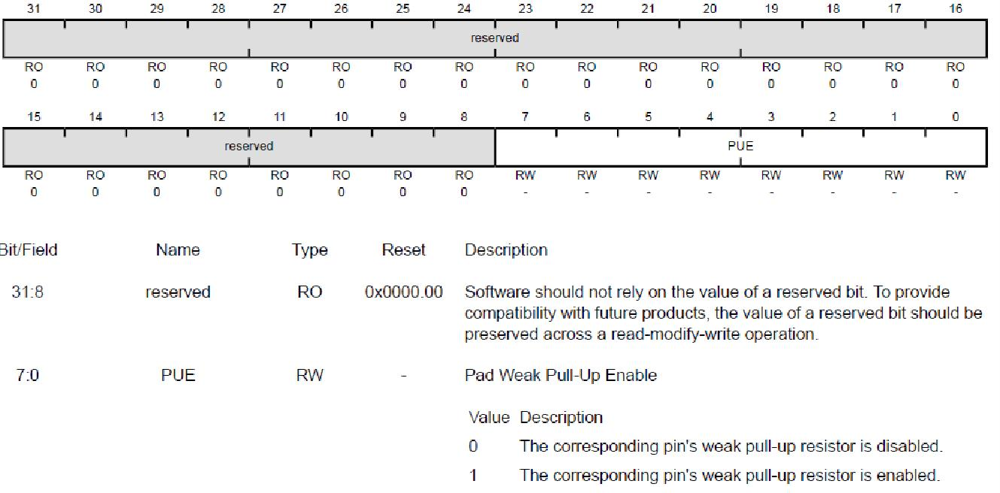 31 30 29 28 27 26 25 24 23 22 21 20 19 18 17 16
reserved
RO RO RO RO RO RO RO RO RO RO RO RO RO RO RO RO
0 0 0 0 0 0 0 0 0 0 0 0 0 0 0 0
15 14 13 12 11 10 9 8 7 6 5 4 3 2 1 0
reserved PUE
RO RO RO RO RO RO RO RO RW RW RW RW RW RW RW RW
0 0 0 0 0 0 0 0 - - - - - - - -
Bit/Field Name Type Reset Description
31:8 reserved RO 0x0000.00 Software should not rely on the value of a reserved bit. To provide
compatibility with future products, the value of a reserved bit should be
preserved across a read-modify-write operation.
7:0 PUE RW - Pad Weak Pull-Up Enable
Value Description
0 The corresponding pin's weak pull-up resistor is disabled.
1 The corresponding pin's weak pull-up resistor is enabled.